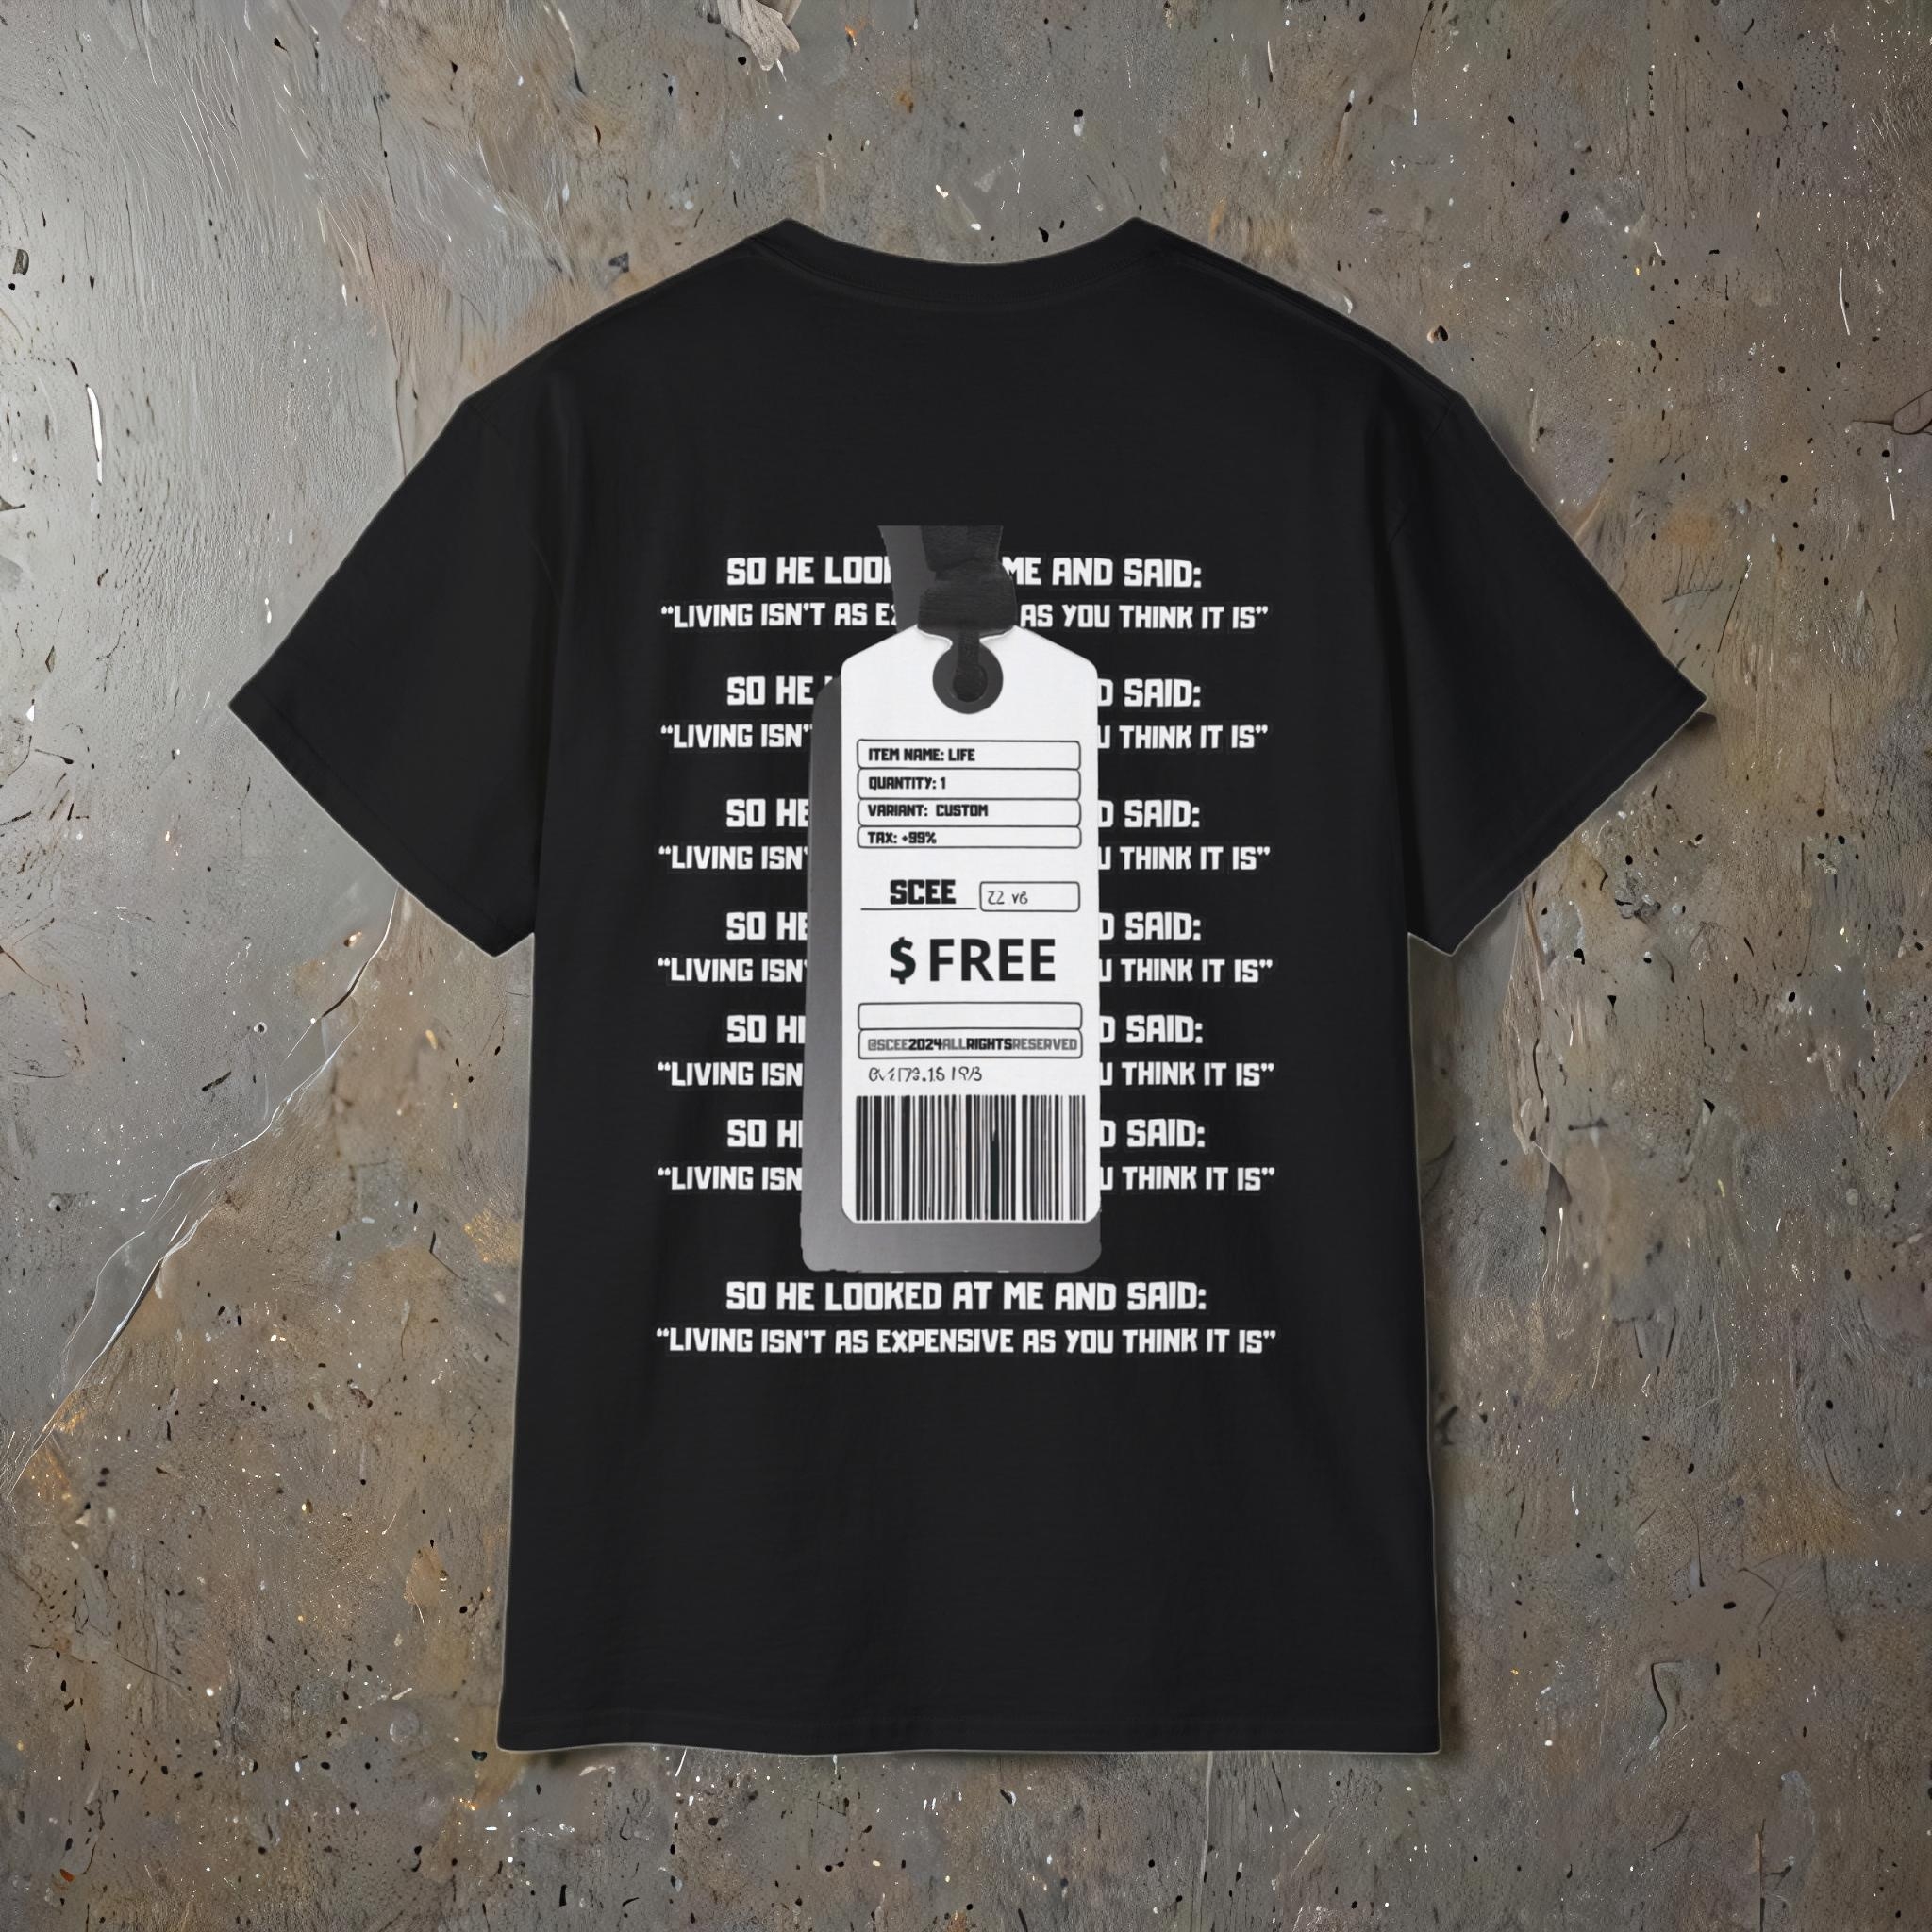 SO HE LOO ME AND SAID:
“LIVING ISN'T AS EX AS YOU THINK IT IS”
SO HE D SAID:
“LIVING ISN'T U THINK IT IS”
ITEM NAME: LIFE
QUANTITY: 1
VARIANT: CUSTOM
TAX: +99%
SO HE D SAID:
“LIVING ISN' U THINK IT IS”
SCEE
SO HE D SAID:
$FREE
“LIVING ISN' U THINK IT IS”
SO HE D SAID:
@SCEE2024ALLRIGHTSRESERVED
“LIVING ISN U THINK IT IS”
SO HE D SAID:
“LIVING ISN U THINK IT IS”
SO HE LOOKED AT ME AND SAID:
“LIVING ISN'T AS EXPENSIVE AS YOU THINK IT IS”